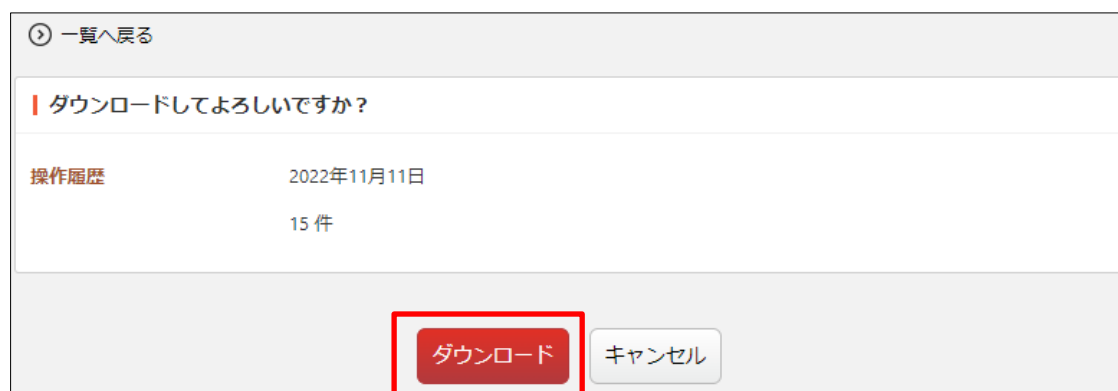 一覧へ戻る
ダウンロードしてよろしいですか？
操作履歴 2022年11月11日
15 件
ダウンロード キャンセル